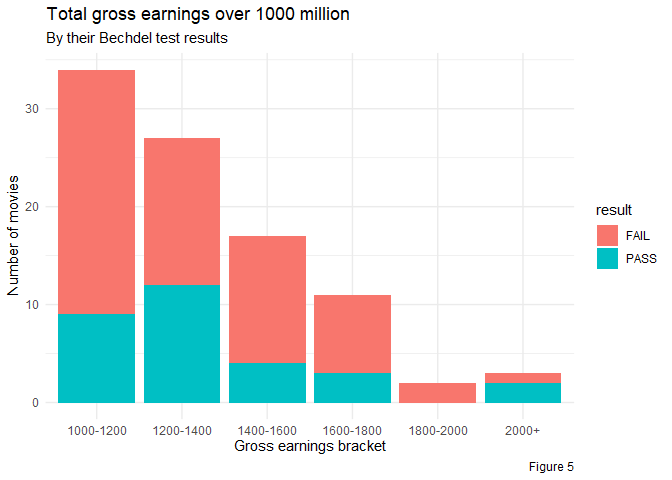 Total gross earnings over 1000 million
By their Bechdel test results
Number of movies
30
20
10
0
1000-1200 1200-1400 1400-1600 1600-1800 1800-2000 2000+
Gross earnings bracket
result
FAIL
PASS
Figure 5